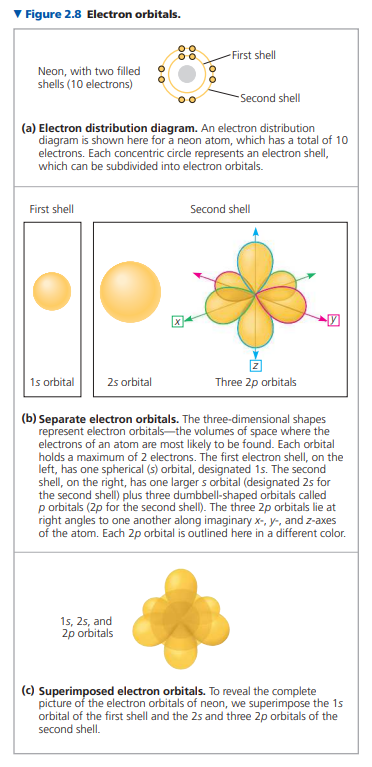 ▼ Figure 2.8 Electron orbitals.
Neon, with two filled
shells (10 electrons)
First shell
Second shell
(a) Electron distribution diagram. An electron distribution
diagram is shown here for a neon atom, which has a total of 10
electrons. Each concentric circle represents an electron shell,
which can be subdivided into electron orbitals.
First shell
Second shell
x
y
z
1s orbital
2s orbital
Three 2p orbitals
(b) Separate electron orbitals. The three-dimensional shapes
represent electron orbitals—the volumes of space where the
electrons of an atom are most likely to be found. Each orbital
holds a maximum of 2 electrons. The first electron shell, on the
left, has one spherical (s) orbital, designated 1s. The second
shell, on the right, has one larger s orbital (designated 2s for
the second shell) plus three dumbbell-shaped orbitals called
p orbitals (2p for the second shell). The three 2p orbitals lie at
right angles to one another along imaginary x-, y-, and z-axes
of the atom. Each 2p orbital is outlined here in a different color.
1s, 2s, and
2p orbitals
(c) Superimposed electron orbitals. To reveal the complete
picture of the electron orbitals of neon, we superimpose the 1s
orbital of the first shell and the 2s and three 2p orbitals of the
second shell.